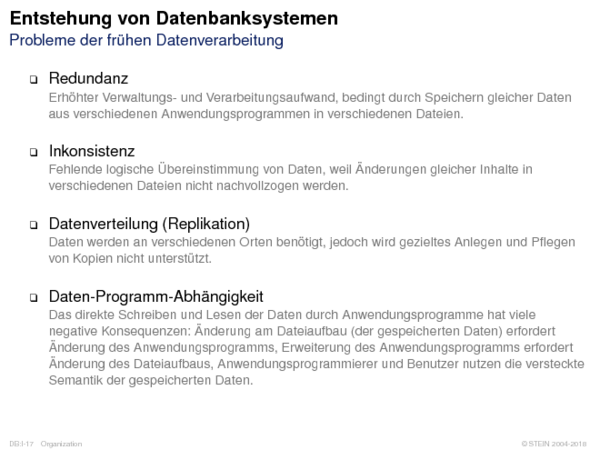 Entstehung von Datenbanksystemen
Probleme der frühen Datenverarbeitung
❑ Redundanz
Erhöhter Verwaltungs- und Verarbeitungsaufwand, bedingt durch Speichern gleicher Daten
aus verschiedenen Anwendungsprogrammen in verschiedenen Dateien.
❑ Inkonsistenz
Fehlende logische Übereinstimmung von Daten, weil Änderungen gleicher Inhalte in
verschiedenen Dateien nicht nachvollzogen werden.
❑ Datenverteilung (Replikation)
Daten werden an verschiedenen Orten benötigt, jedoch wird gezieltes Anlegen und Pflegen
von Kopien nicht unterstützt.
❑ Daten-Programm-Abhängigkeit
Das direkte Schreiben und Lesen der Daten durch Anwendungsprogramme hat viele
negative Konsequenzen: Änderung am Dateiaufbau (der gespeicherten Daten) erfordert
Änderung des Anwendungsprogramms, Erweiterung des Anwendungsprogramms erfordert
Änderung des Dateiaufbaus, Anwendungsprogrammierer und Benutzer nutzen die versteckte
Semantik der gespeicherten Daten.
DB:I-17 Organization © STEIN 2004-2018